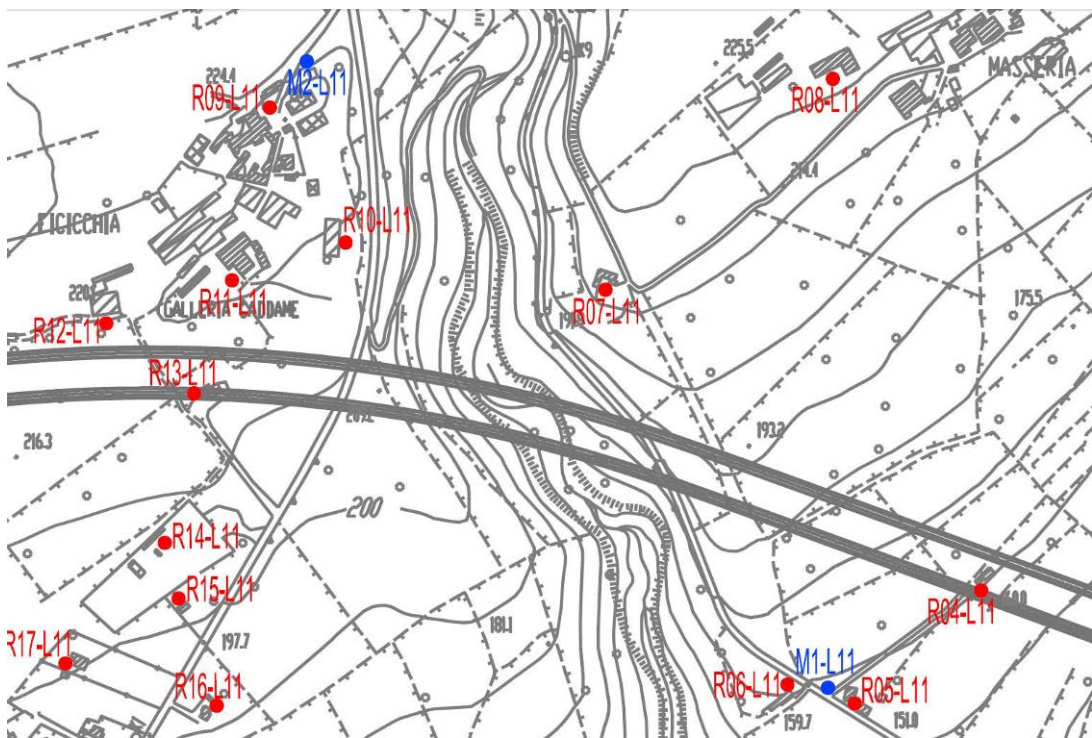 225.5
MASSERIA
224.4
M2-L11
R09-L11
R08-L11
214.4
FICICCHIA
R10-L11
R11-L11
R07-L11
175.5
R12-L11
R13-L11
193.2
216.3
200
R14-L11
R15-L11
181.1
R04-L11
197.7
R17-L11
R16-L11
R06-L11
M1-L11
R05-L11
159.7
151.0